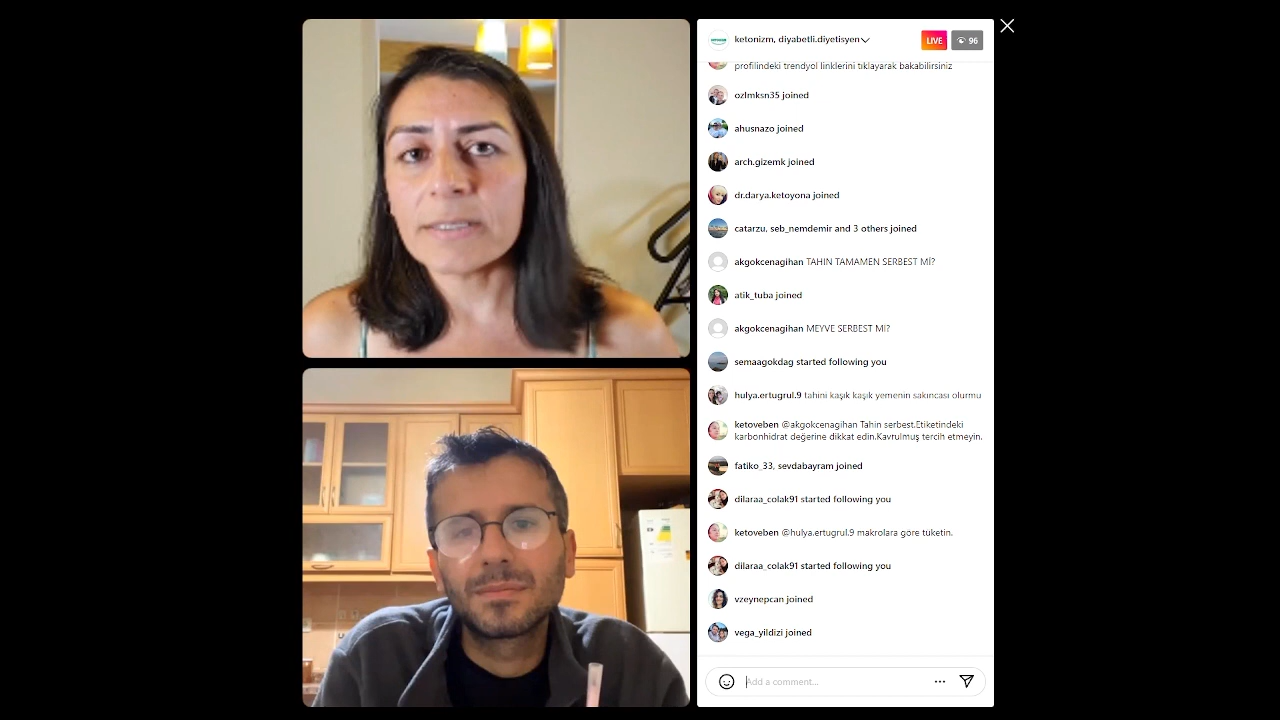 ketonizm, diyabetli.diyetisyen
LIVE
96
profilindeki trendyol linklerini tıklayarak bakabilirsiniz
ozlmksn35 joined
ahusnazo joined
arch.gizemk joined
dr.darya.ketoyona joined
catarzu, seb_nemdemir and 3 others joined
akgokcenagihan TAHIN TAMAMEN SERBEST Mİ?
atik_tuba joined
akgokcenagihan MEYVE SERBEST MI?
semaagokdag started following you
hulya.ertugrul.9 tahini kaşık kaşık yemenin sakıncası olurmu
ketoveben @akgokcenagihan Tahin serbest.Etiketindeki
karbonhidrat değerine dikkat edin.Kavrulmuş tercih etmeyin.
fatiko_33, sevdabayram joined
dilaraa_colak91 started following you
ketoveben @hulya.ertugrul.9 makrolara göre tüketin.
dilaraa_colak91 started following you
vzeynepcan joined
vega_yildizi joined
Add a comment...